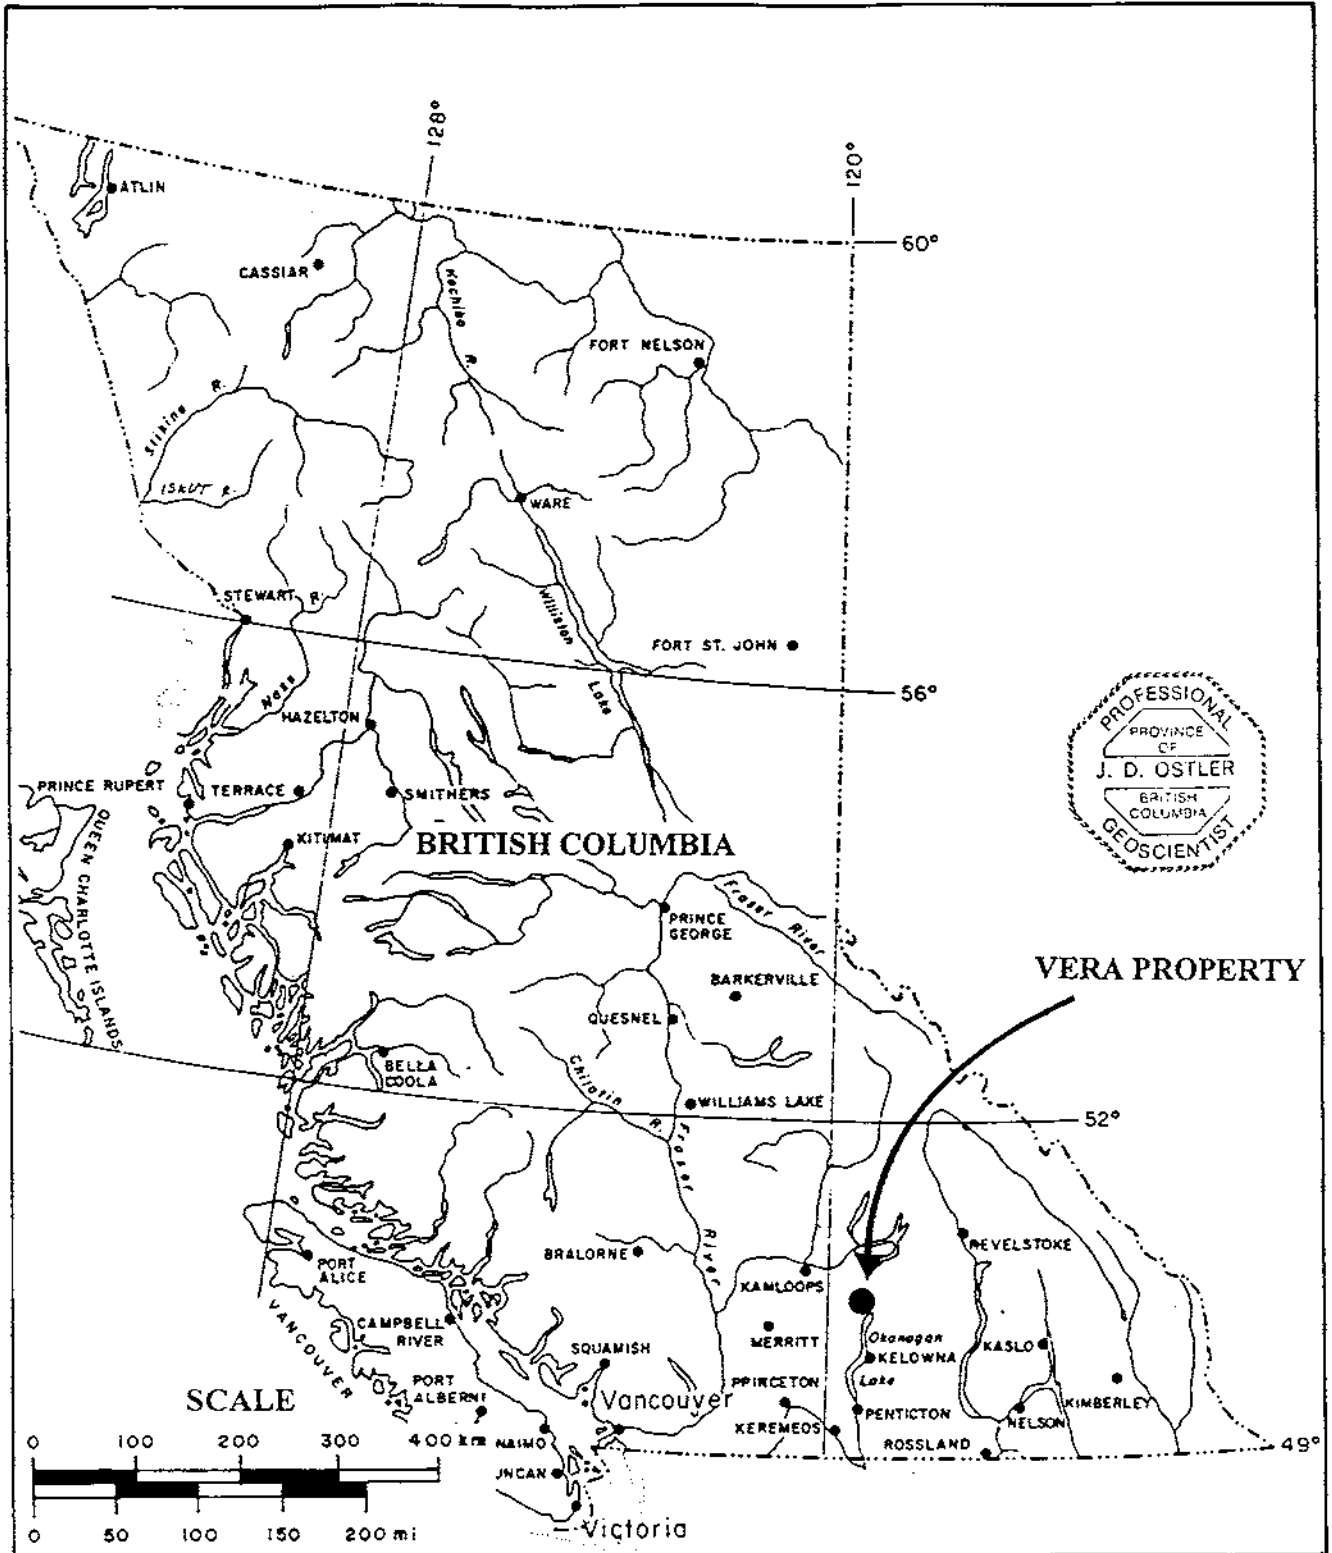 128°
120°
ATLIN
60°
CASSIAR
Kechika
R.
FORT NELSON
Stikine R.
ISKUT R.
WARE
STEWART
R.
Williston
Lake
FORT ST. JOHN
56°
Nass
HAZELTON
PROFESSIONAL
PROVINCE
OF
J. D. OSTLER
BRITISH
COLUMBIA
GEOSCIENTIST
PRINCE RUPERT
TERRACE
SMITHERS
KITIMAT
BRITISH COLUMBIA
QUEEN CHARLOTTE ISLANDS
Fraser River
PRINCE
GEORGE
VERA PROPERTY
BARKERVILLE
QUESNEL
BELLA
COOLA
Chilcotin
R.
WILLIAMS LAKE
52°
Fraser
River
REVELSTOKE
BRALORNE
PORT
ALICE
KAMLOOPS
VANCOUVER
CAMPBELL
RIVER
MERRITT
Okanagan
KELOWNA
Lake
KASLO
SQUAMISH
PORT
ALBERNI
SCALE
Vancouver
PRINCETON
PENTICTON
NELSON
KIMBERLEY
KEREMEOS
ROSSLAND
49°
0 100 200 300 400 km
NAIMO
UNCAN
0 50 100 150 200 mi
Victoria